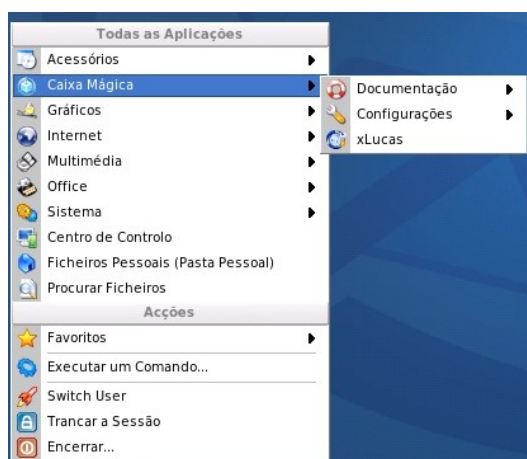 Todas as Aplicações
Acessórios
Caixa Mágica
Gráficos
Internet
Multimédia
Office
Sistema
Centro de Controlo
Ficheiros Pessoais (Pasta Pessoal)
Procurar Ficheiros
Acções
Favoritos
Executar um Comando...
Switch User
Trancar a Sessão
Encerrar...
Documentação
Configurações
xLucas